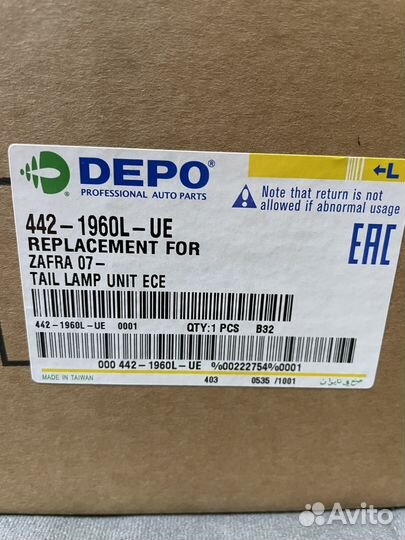 DEPO®
PROFESSIONAL AUTO PARTS
←L
Note that return is not
allowed if abnormal usage
442-1960L-UE
REPLACEMENT FOR
ZAFRA 07-
TAIL LAMP UNIT ECE
EAC
442-1960L-UE 0001 QTY:1 PCS B32
000 442-1960L-UE %00222754%0001
MADE IN TAIWAN 403 0535 /1001
Avito